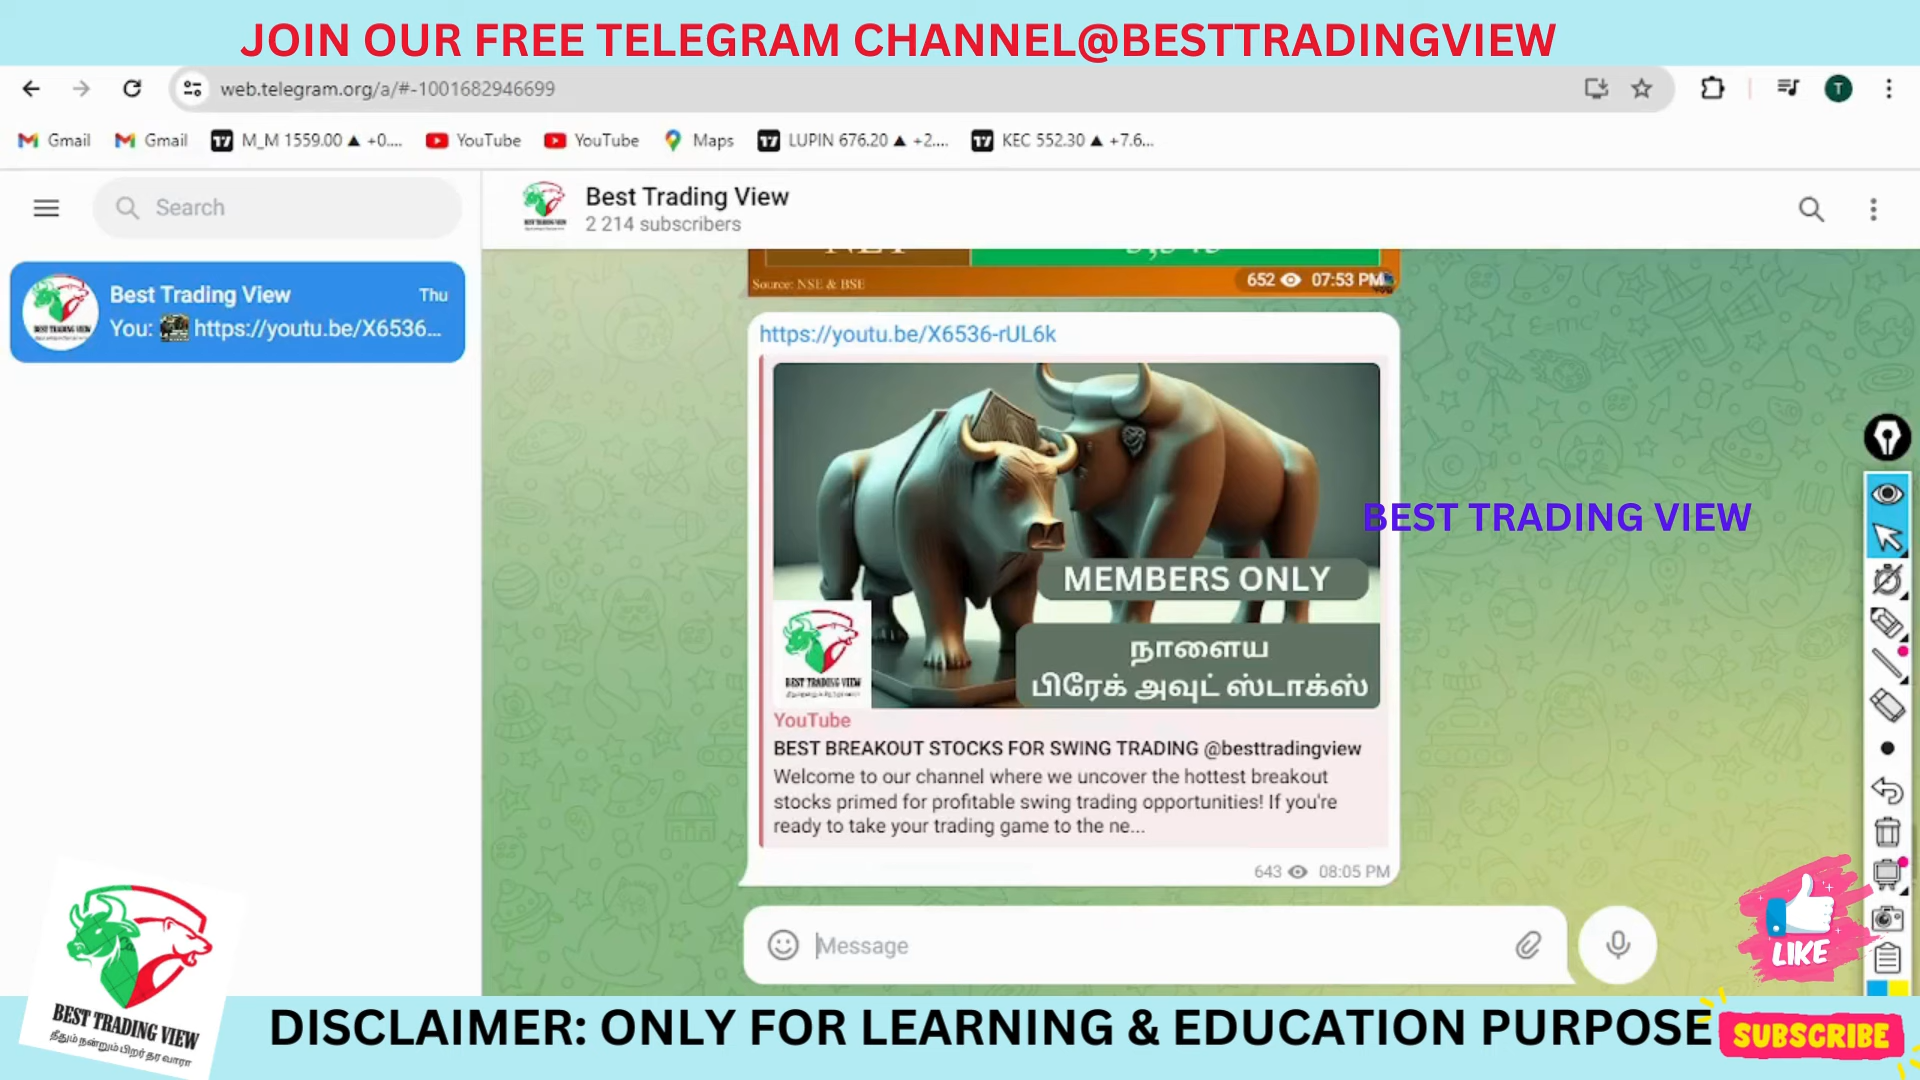 JOIN OUR FREE TELEGRAM CHANNEL@BESTTRADINGVIEW
web.telegram.org/a/#-1001682946699
T
Gmail
Gmail
M_M 1559.00 ▲ +0....
YouTube
YouTube
Maps
LUPIN 676.20 ▲ +2....
KEC 552.30 ▲ +7.6...
Search
Best Trading View
2 214 subscribers
Best Trading View
Thu
You: https://youtu.be/X6536...
Source: NSE & BSE
652 07:53 PM
https://youtu.be/X6536-rUL6k
MEMBERS ONLY
நாளைய
பிரேக் அவுட் ஸ்டாக்ஸ்
BEST TRADING VIEW
BEST TRADING VIEW
YouTube
BEST BREAKOUT STOCKS FOR SWING TRADING @besttradingview
Welcome to our channel where we uncover the hottest breakout
stocks primed for profitable swing trading opportunities! If you're
ready to take your trading game to the ne...
643 08:05 PM
Message
LIKE
BEST TRADING VIEW
தீதும் நன்றும் பிறர் தர வாரா
DISCLAIMER: ONLY FOR LEARNING & EDUCATION PURPOSE
SUBSCRIBE